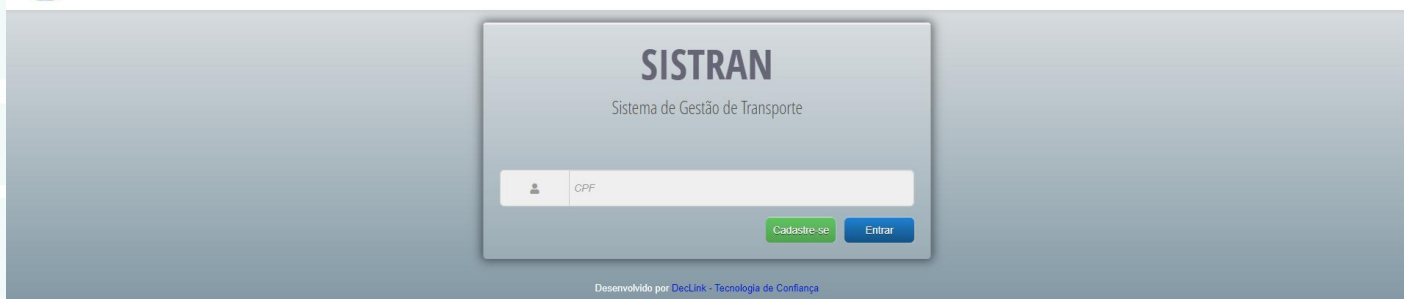 SISTRAN
Sistema de Gestão de Transporte
CPF
Cadastre-se Entrar
Desenvolvido por DecLink - Tecnologia de Confiança